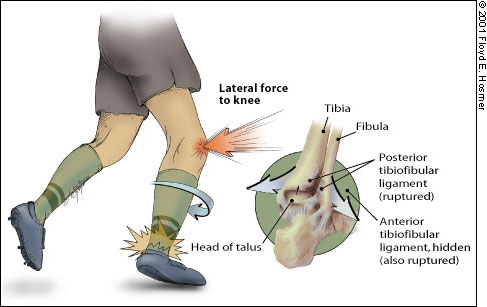 © 2001 Floyd E. Hosmer
Lateral force
to knee
Tibia
Fibula
Posterior
tibiofibular
ligament
(ruptured)
Anterior
tibiofibular
ligament, hidden
(also ruptured)
Head of talus